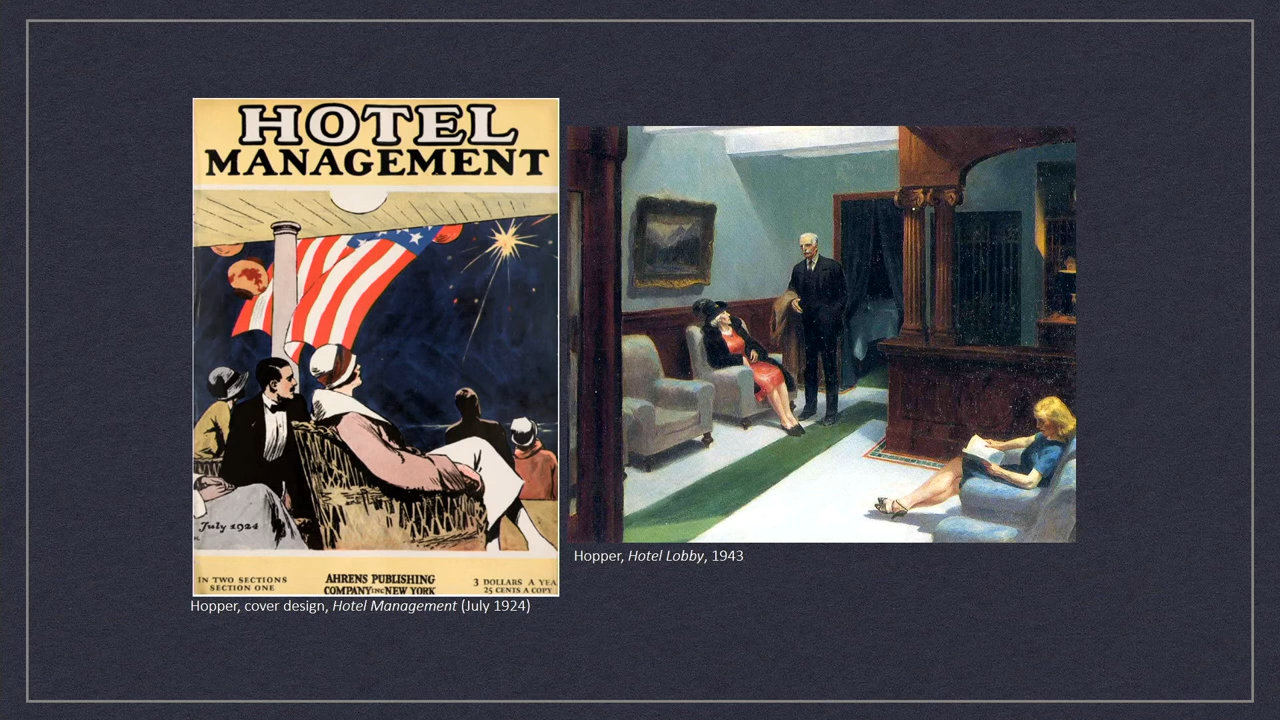 HOTEL
MANAGEMENT
July 1924
IN TWO SECTIONS
SECTION ONE
AHRENS PUBLISHING
COMPANY INC NEW YORK
3 DOLLARS A YEA
25 CENTS A COPY
Hopper, cover design, Hotel Management (July 1924)
Hopper, Hotel Lobby, 1943